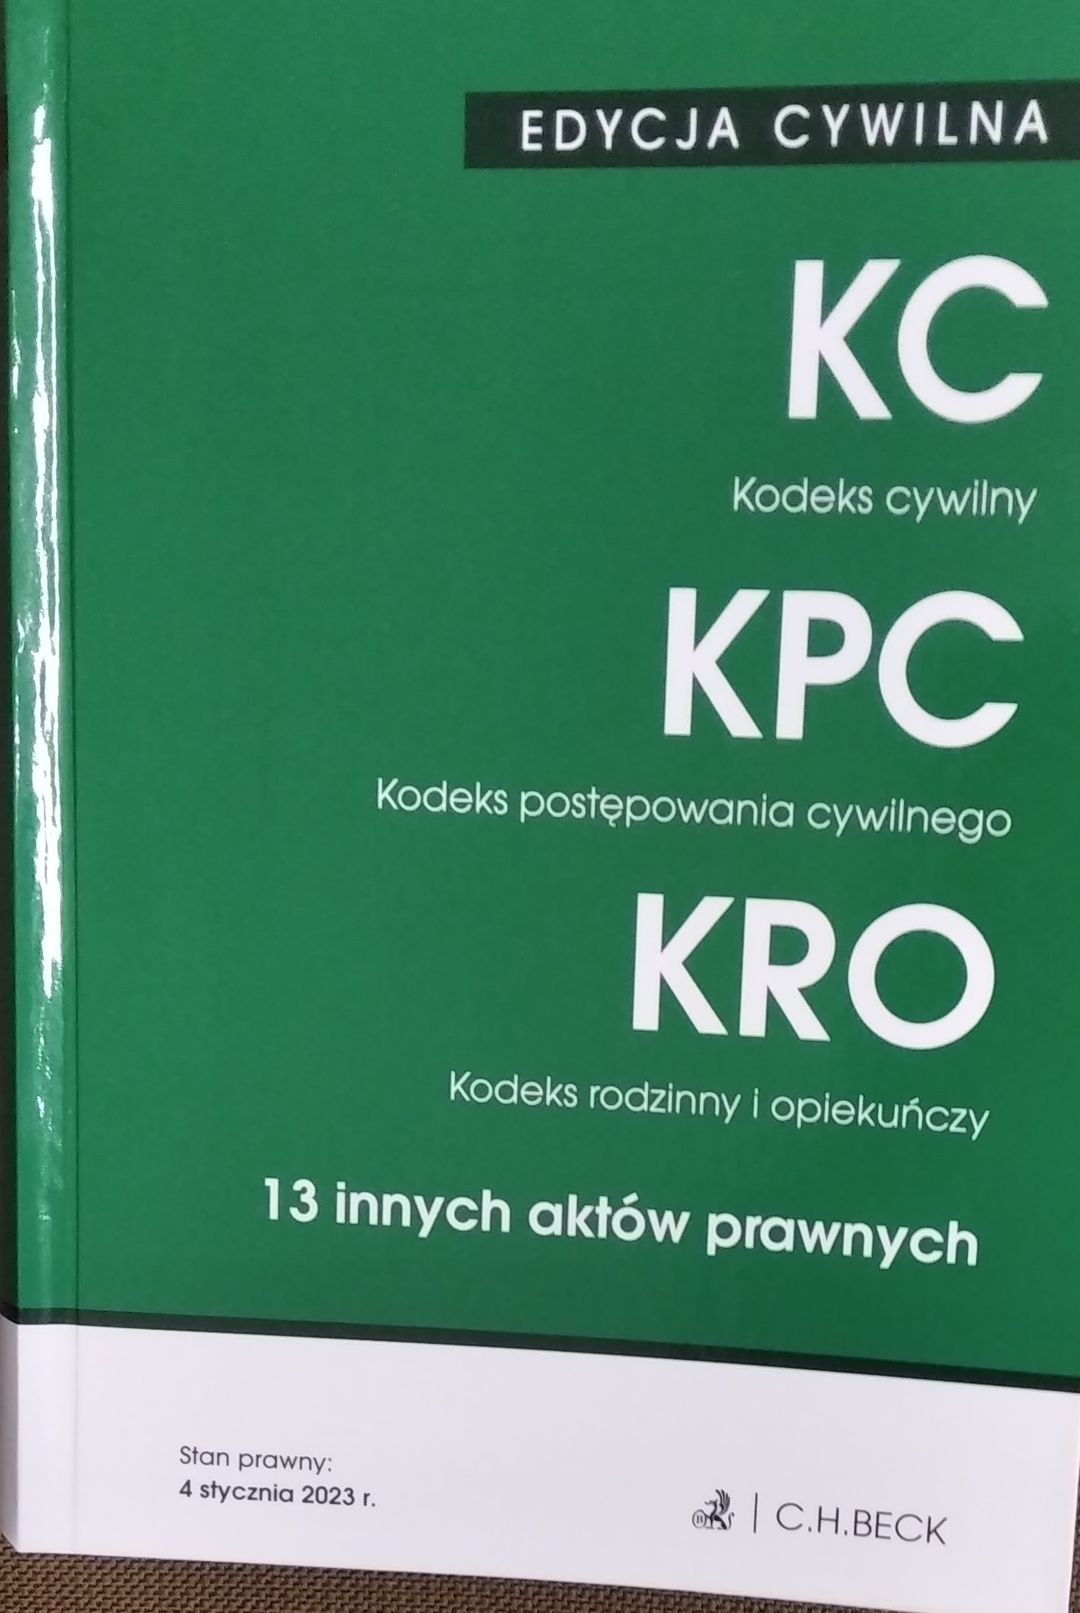 EDYCJA CYWILNA
KC
Kodeks cywilny
KPC
Kodeks postępowania cywilnego
KRO
Kodeks rodzinny i opiekuńczy
13 innych aktów prawnych
Stan prawny:
4 stycznia 2023 r.
C.H.BECK